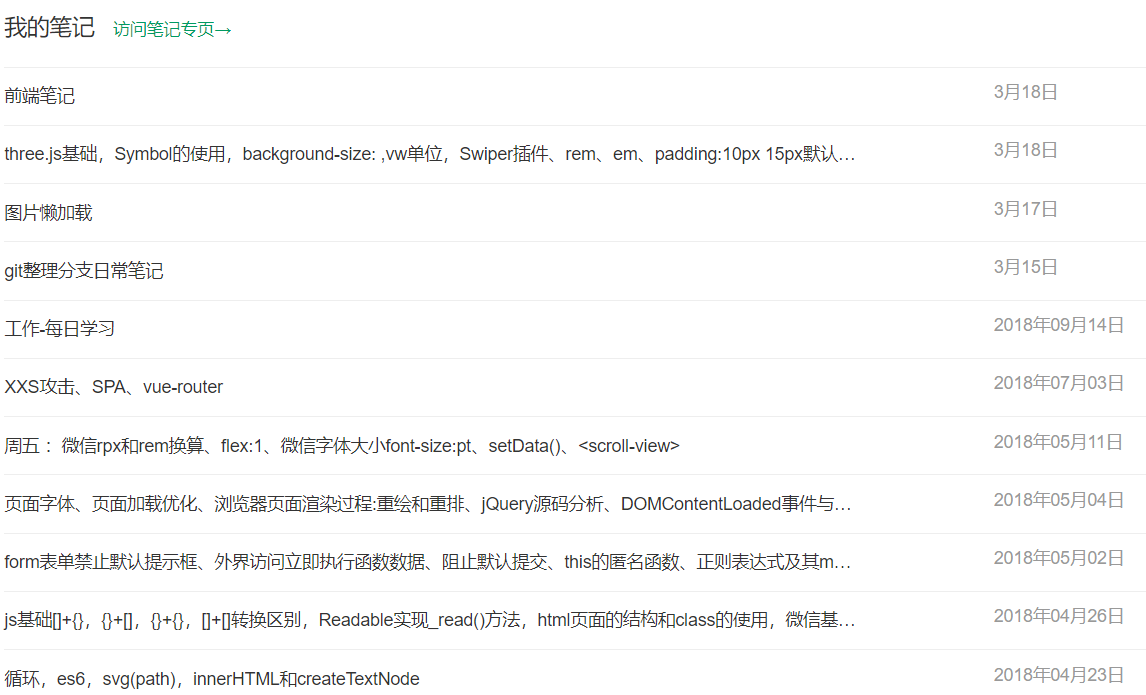 我的笔记 访问笔记专页→
前端笔记 3月18日
three.js基础，Symbol的使用，background-size: ,vw单位，Swiper插件、rem、em、padding:10px 15px默认… 3月18日
图片懒加载 3月17日
git整理分支日常笔记 3月15日
工作-每日学习 2018年09月14日
XXS攻击、SPA、vue-router 2018年07月03日
周五 ：微信rpx和rem换算、flex:1、微信字体大小font-size:pt、setData()、<scroll-view> 2018年05月11日
页面字体、页面加载优化、浏览器页面渲染过程:重绘和重排、jQuery源码分析、DOMContentLoaded事件与… 2018年05月04日
form表单禁止默认提示框、外界访问立即执行函数数据、阻止默认提交、this的匿名函数、正则表达式及其m… 2018年05月02日
js基础[]+{}，{}+[]，{}+{}，[]+[]转换区别，Readable实现_read()方法，html页面的结构和class的使用，微信基… 2018年04月26日
循环，es6，svg(path)，innerHTML和createTextNode 2018年04月23日